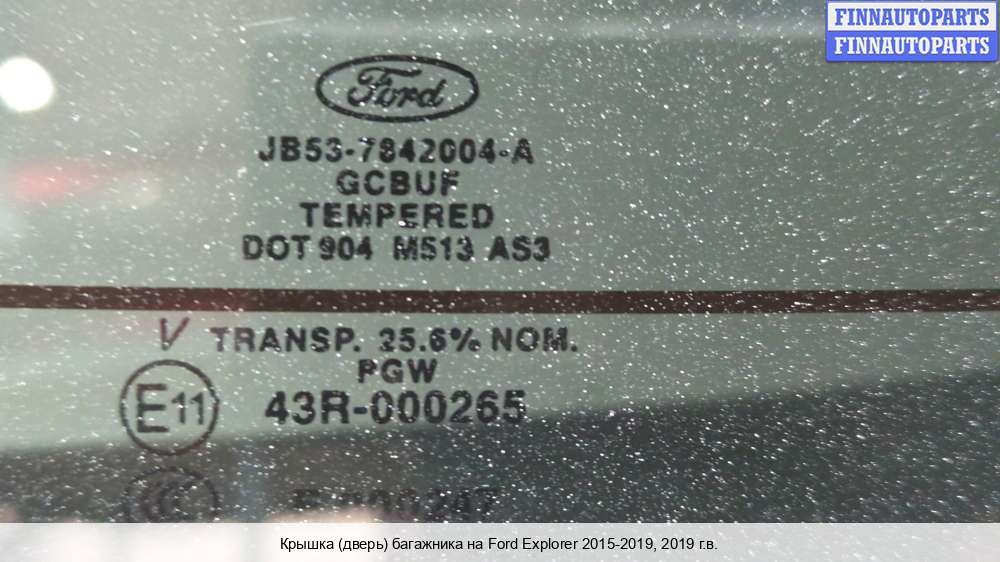 FINNAUTOPARTS
FINNAUTOPARTS
Ford
JB53-7842004-A
GCBUF
TEMPERED
DOT 904 M513 AS3
V TRANSP. 25.6% NOM.
PGW
E11 43R-000265
Крышка (дверь) багажника на Ford Explorer 2015-2019, 2019 г.в.